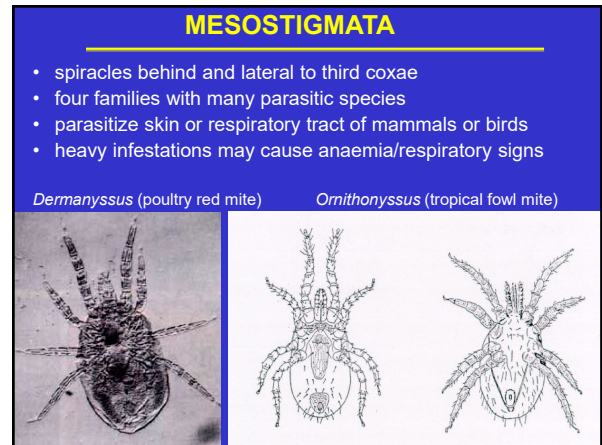 MESOSTIGMATA
• spiracles behind and lateral to third coxae
• four families with many parasitic species
• parasitize skin or respiratory tract of mammals or birds
• heavy infestations may cause anaemia/respiratory signs
Dermanyssus (poultry red mite) Ornithonyssus (tropical fowl mite)